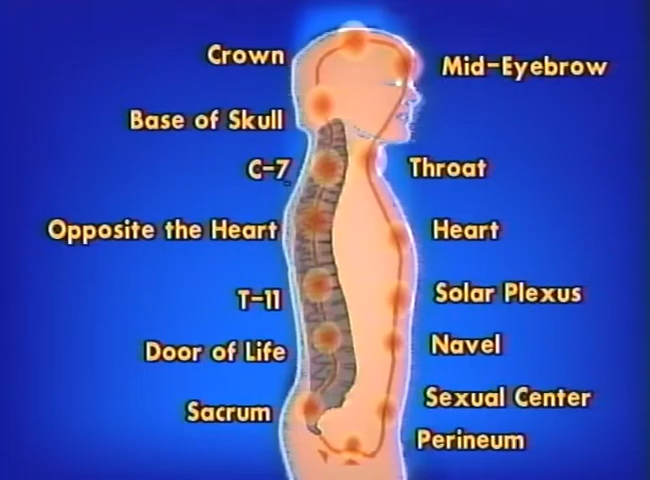 Crown
Mid-Eyebrow
Base of Skull
C-7
Throat
Opposite the Heart
Heart
T-11
Solar Plexus
Door of Life
Navel
Sacrum
Sexual Center
Perineum